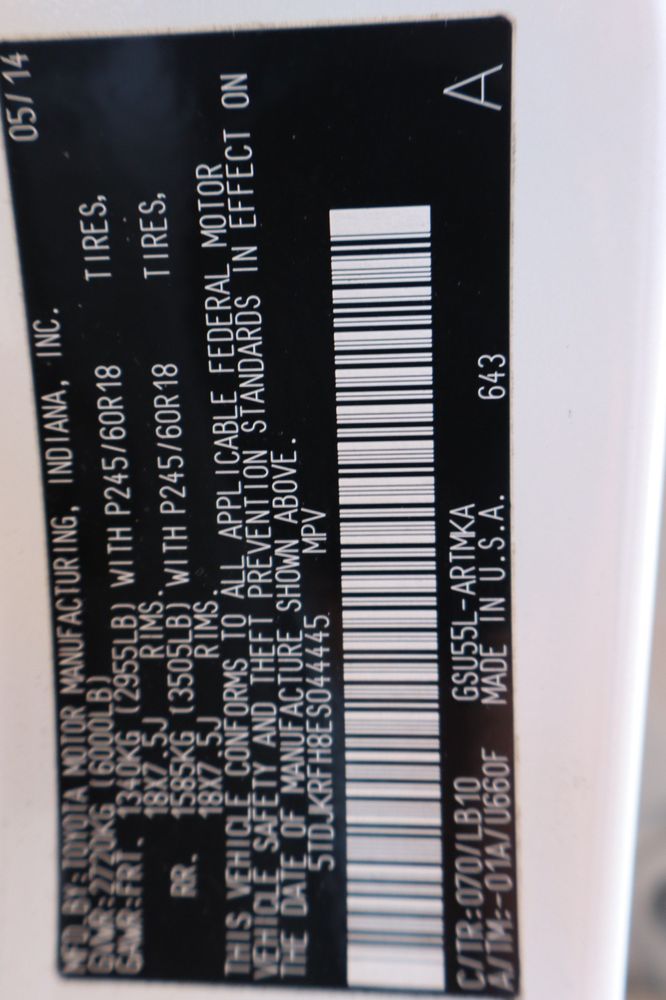 MFD. BY: TOYOTA MOTOR MANUFACTURING, INDIANA, INC. 05/14
GVWR: 2720KG (6000LB)
GAWR: FRT. 1340KG (2955LB) WITH P245/60R18 TIRES,
18X7.5J RIMS.
RR. 1585KG (3505LB) WITH P245/60R18 TIRES,
18X7.5J RIMS.
THIS VEHICLE CONFORMS TO ALL APPLICABLE FEDERAL MOTOR
VEHICLE SAFETY AND THEFT PREVENTION STANDARDS IN EFFECT ON
THE DATE OF MANUFACTURE SHOWN ABOVE.
5TDJKRFH8ES044445 MPV
C/TR: 070/LB10 GSU55L-ARTMKA
A/TM: -01A/U660F MADE IN U.S.A. 643
A